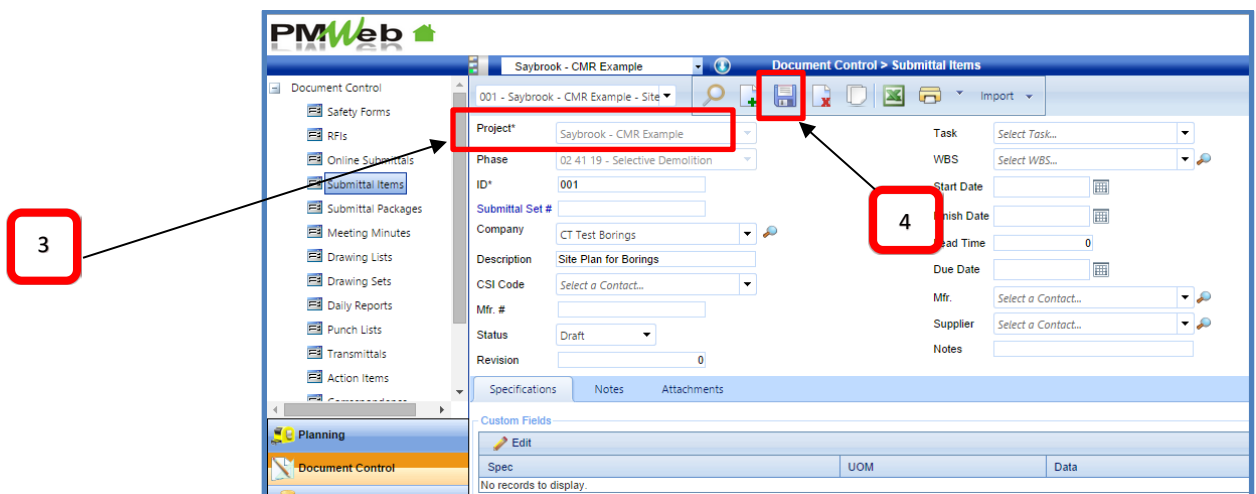 PMWeb
Saybrook - CMR Example
Document Control > Submittal Items
Document Control
Safety Forms
RFIs
Online Submittals
Submittal Items
Submittal Packages
Meeting Minutes
Drawing Lists
Drawing Sets
Daily Reports
Punch Lists
Transmittals
Action Items
Correspondence
Planning
Document Control
001 - Saybrook - CMR Example - Site
Import
Project* Saybrook - CMR Example
Phase 02 41 19 - Selective Demolition
ID* 001
Submittal Set #
Company CT Test Borings
Description Site Plan for Borings
CSI Code Select a Contact...
Mfr. #
Status Draft
Revision 0
Task Select Task...
WBS Select WBS...
Start Date
Date
Time 0
Due Date
Mfr. Select a Contact...
Supplier Select a Contact...
Notes
Specifications Notes Attachments
Custom Fields
Edit
Spec UOM Data
No records to display.
3
4